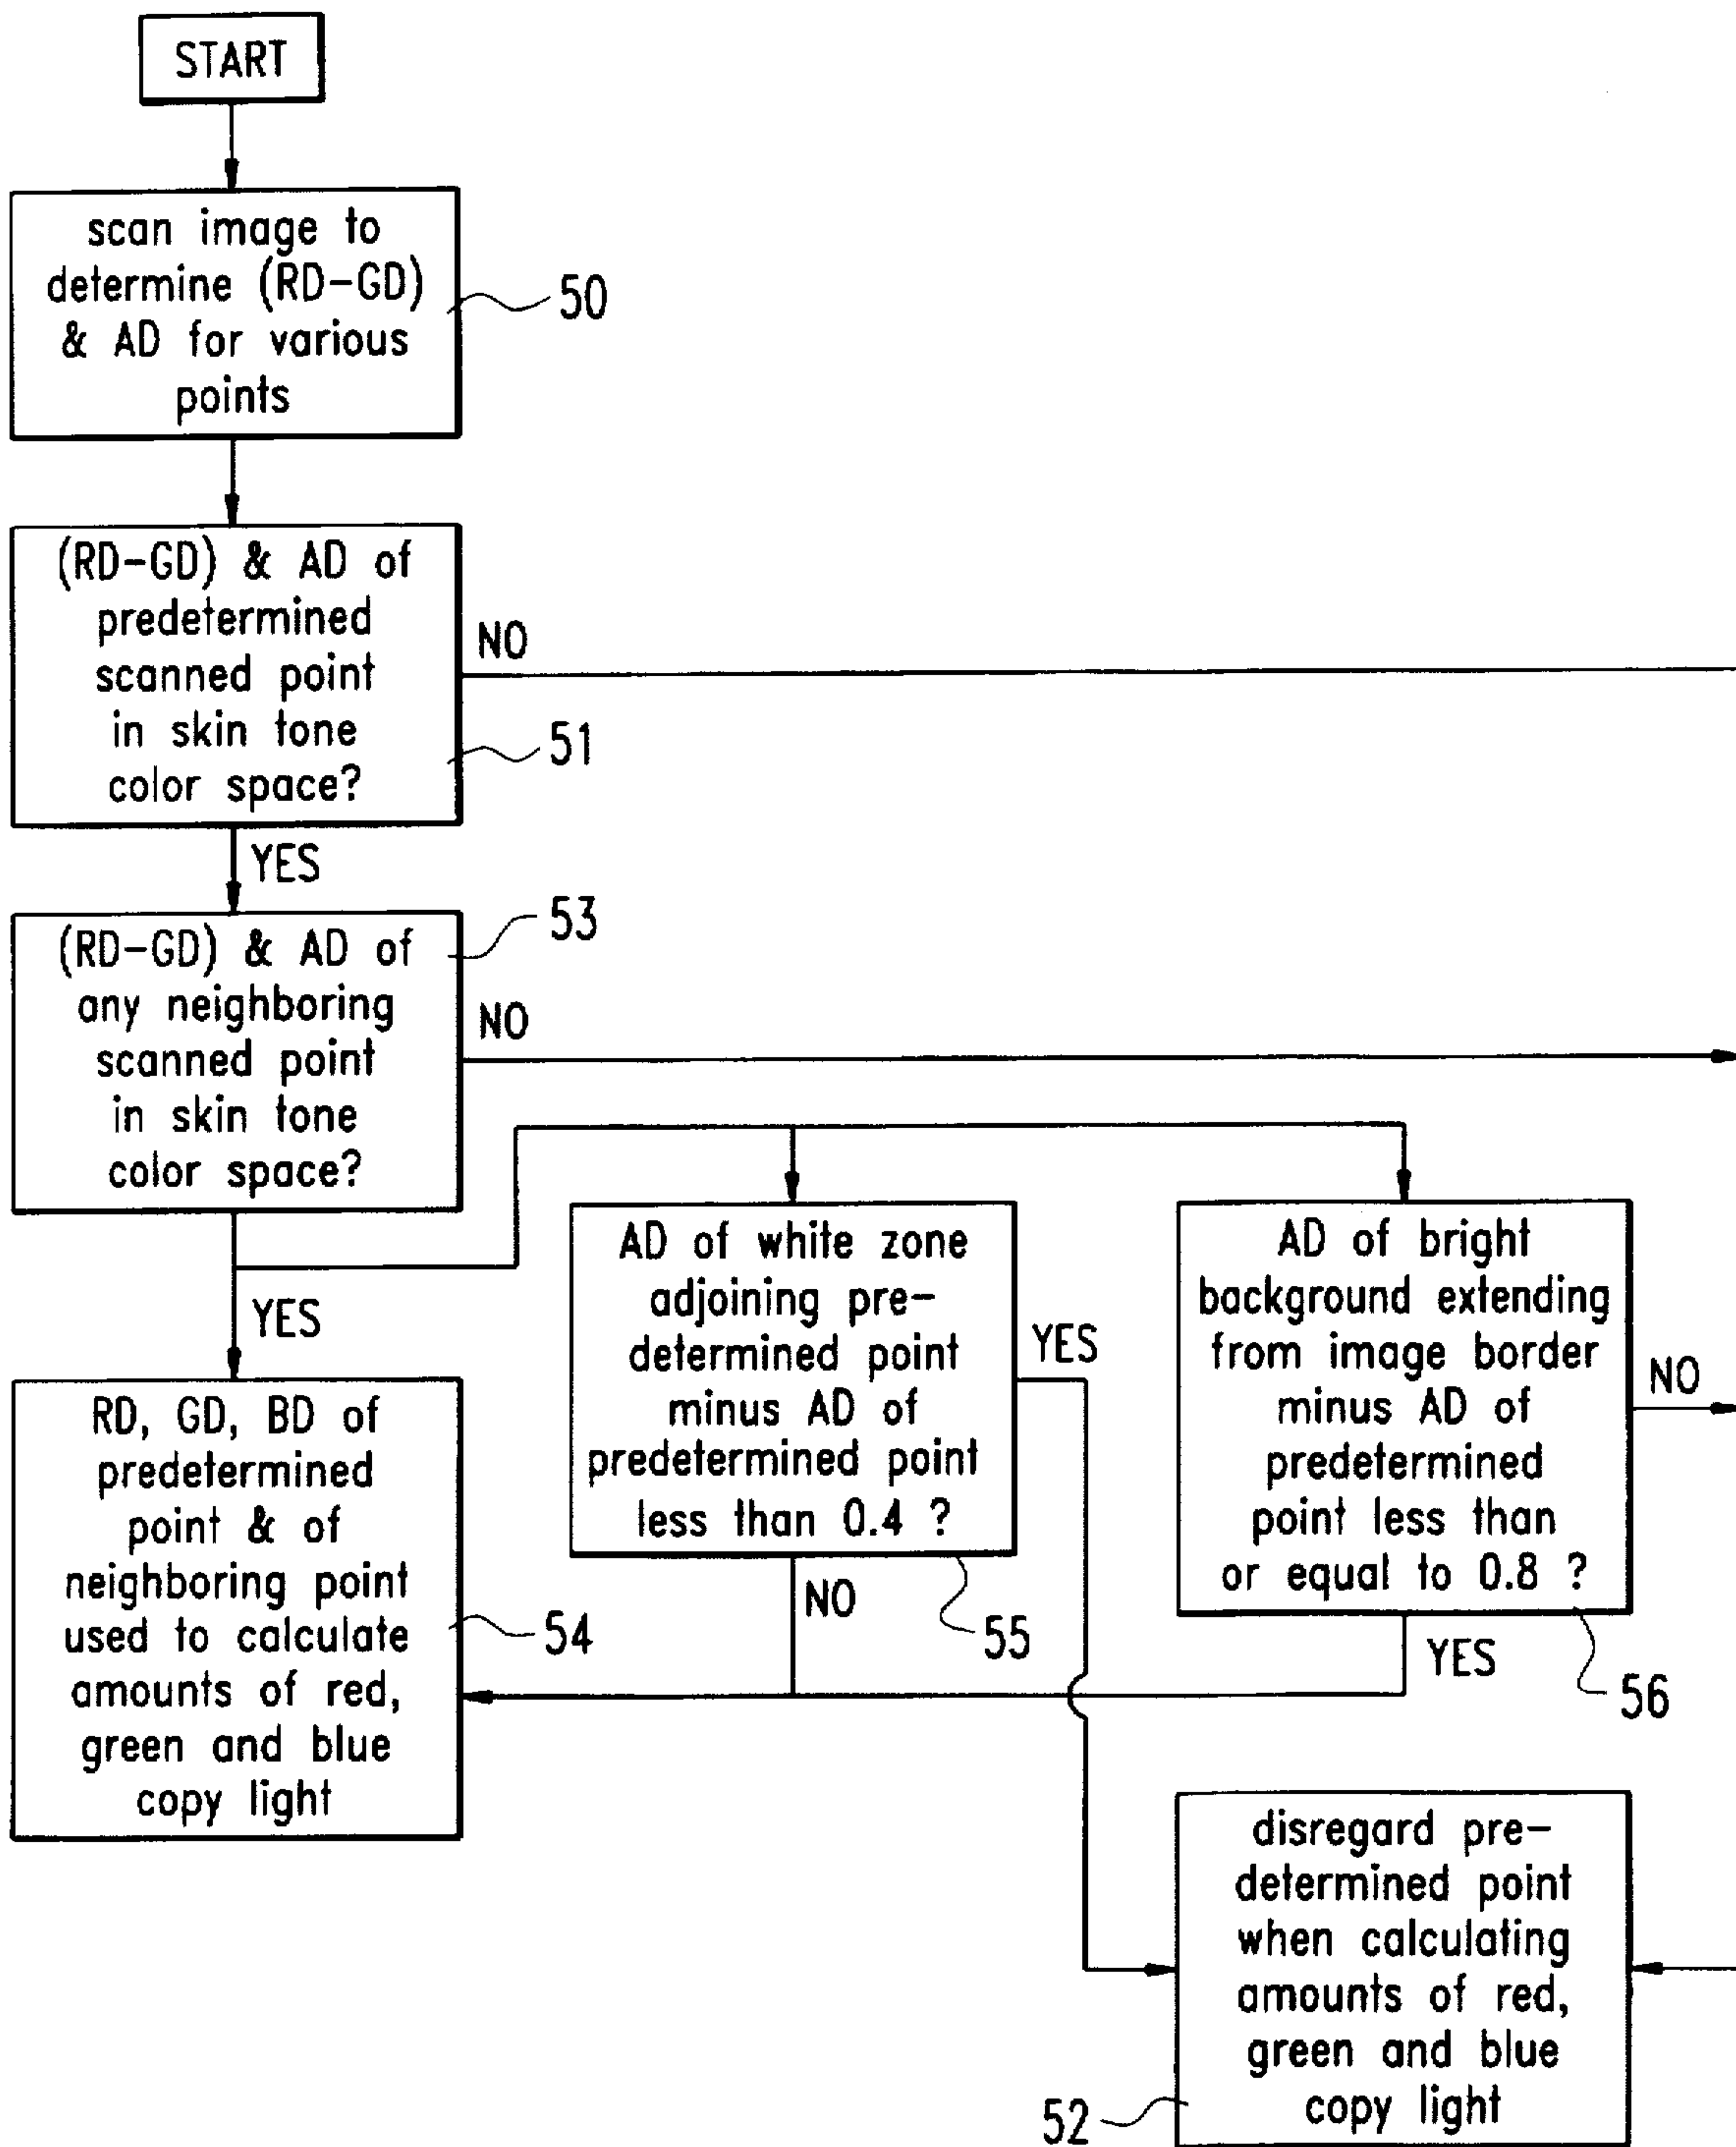 START
scan image to
determine (RD-GD)
& AD for various
points
50
(RD-GD) & AD of
predetermined
scanned point
in skin tone
color space?
NO
51
YES
53
(RD-GD) & AD of
any neighboring
scanned point
in skin tone
color space?
NO
YES
AD of white zone
adjoining pre-
determined point
minus AD of
predetermined point
less than 0.4 ?
YES
NO
55
AD of bright
background extending
from image border
minus AD of
predetermined
point less than
or equal to 0.8 ?
NO
YES
56
RD, GD, BD of
predetermined
point & of
neighboring point
used to calculate
amounts of red,
green and blue
copy light
54
disregard pre-
determined point
when calculating
amounts of red,
green and blue
copy light
52